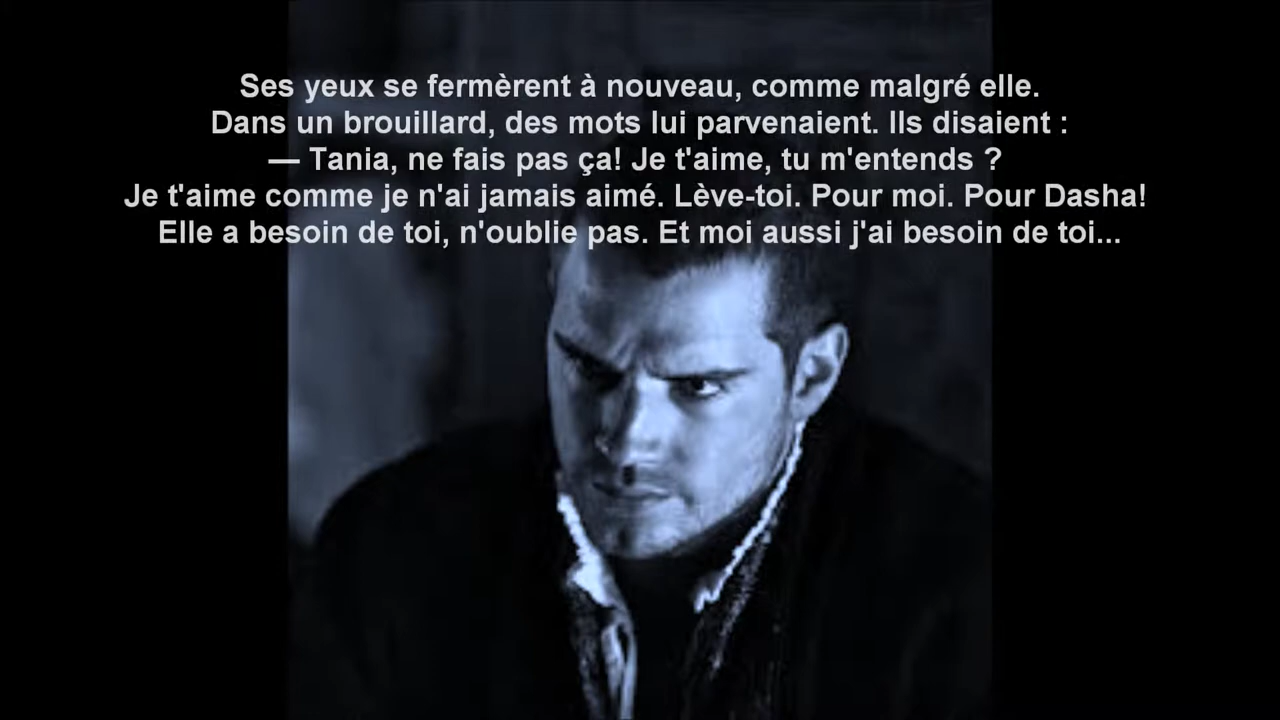 Ses yeux se fermèrent à nouveau, comme malgré elle.
Dans un brouillard, des mots lui parvenaient. Ils disaient :
— Tania, ne fais pas ça! Je t'aime, tu m'entends ?
Je t'aime comme je n'ai jamais aimé. Lève-toi. Pour moi. Pour Dasha!
Elle a besoin de toi, n'oublie pas. Et moi aussi j'ai besoin de toi...